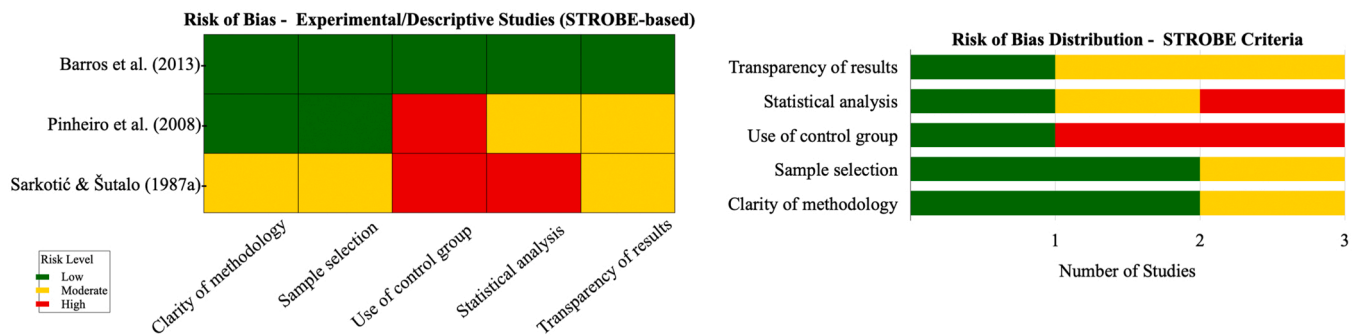 Risk of Bias - Experimental/Descriptive Studies (STROBE-based)
Barros et al. (2013)
Pinheiro et al. (2008)
Sarkotić & Šutalo (1987a)
Clarity of methodology
Sample selection
Use of control group
Statistical analysis
Transparency of results
Risk Level
Low
Moderate
High
Risk of Bias Distribution - STROBE Criteria
Transparency of results
Statistical analysis
Use of control group
Sample selection
Clarity of methodology
1 2 3
Number of Studies